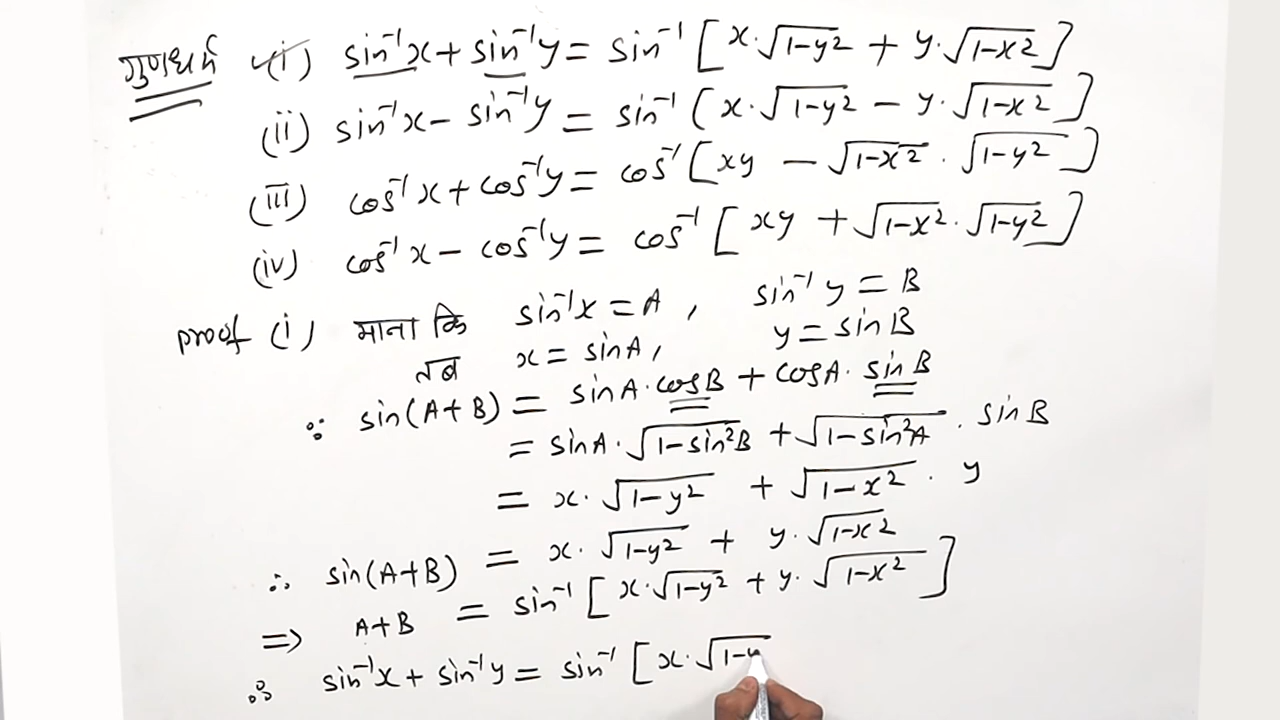 गुणधर्म (i) sin⁻¹x + sin⁻¹y = sin⁻¹[x·√(1-y²) + y·√(1-x²)]
(ii) sin⁻¹x - sin⁻¹y = sin⁻¹(x·√(1-y²) - y·√(1-x²)]
(III) cos⁻¹x + cos⁻¹y = cos⁻¹[xy - √(1-x²)·√(1-y²)]
(iv) cos⁻¹x - cos⁻¹y = cos⁻¹[xy + √(1-x²)·√(1-y²)]
proof (i) माना कि sin⁻¹x = A, sin⁻¹y = B
तब x = sinA, y = sinB
∵ sin(A+B) = sinA·cosB + cosA·sinB
= sinA·√(1-sin²B) + √(1-sin²A)·sinB
= x·√(1-y²) + √(1-x²)·y
∴ sin(A+B) = x·√(1-y²) + y·√(1-x²)
⇒ A+B = sin⁻¹[x·√(1-y²) + y·√(1-x²)]
∴ sin⁻¹x + sin⁻¹y = sin⁻¹[x·√(1-y